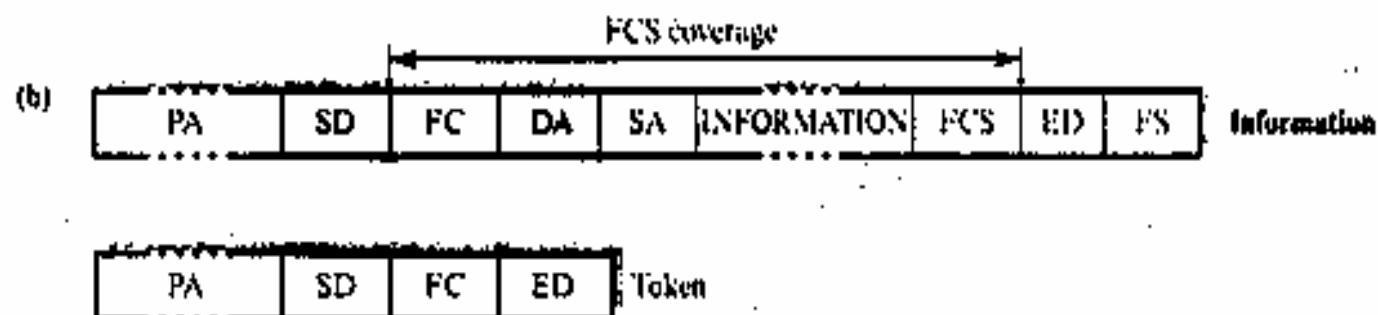 FCS coverage
(b) PA SD FC DA SA INFORMATION FCS ED FS Information
PA SD FC ED Token